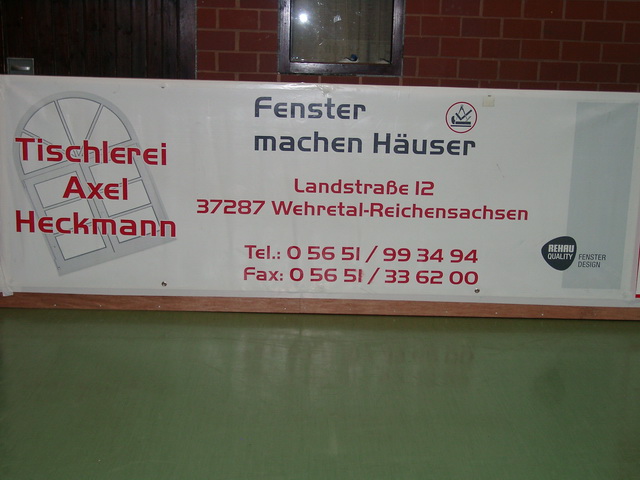 Tischlerei
Axel
Heckmann
Fenster
machen Häuser
Landstraße 12
37287 Wehretal-Reichensachsen
Tel.: 0 56 51 / 99 34 94
Fax: 0 56 51 / 33 62 00
REHAU
QUALITY
FENSTER
DESIGN